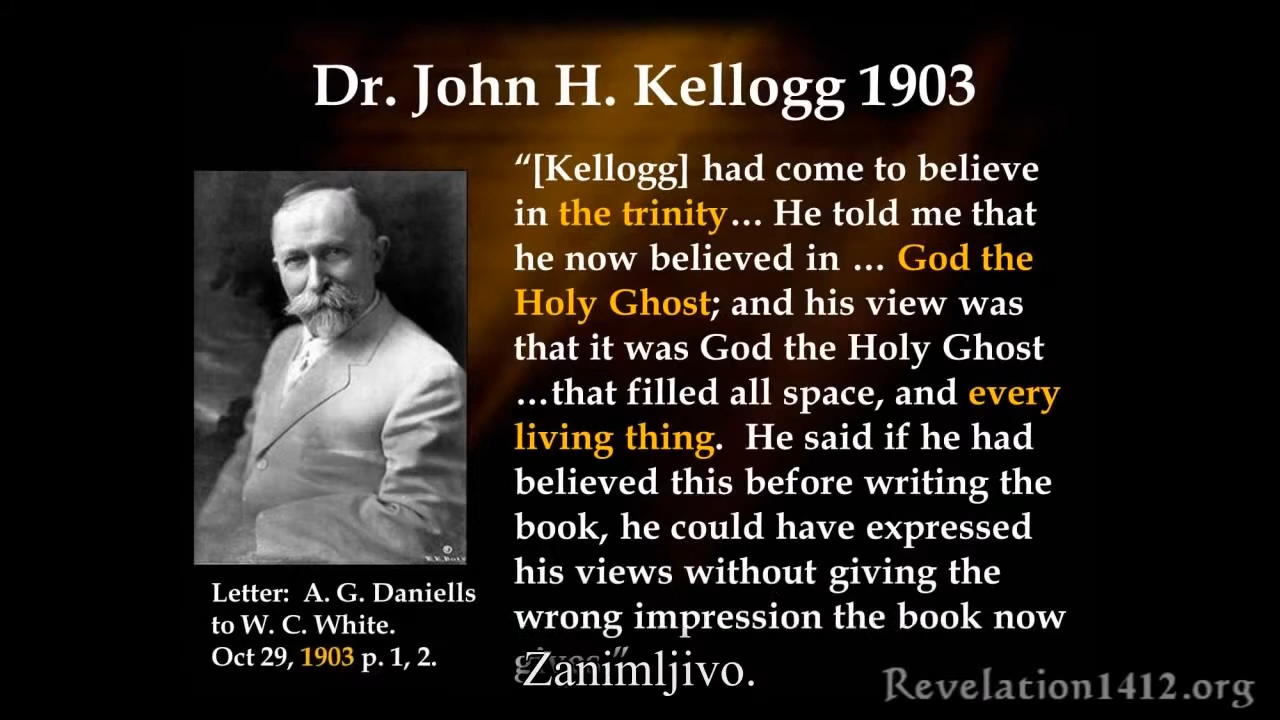 Dr. John H. Kellogg 1903
“[Kellogg] had come to believe
in the trinity… He told me that
he now believed in … God the
Holy Ghost; and his view was
that it was God the Holy Ghost
…that filled all space, and every
living thing.  He said if he had
believed this before writing the
book, he could have expressed
his views without giving the
wrong impression the book now
gives.”
Zanimljivo.
Letter:  A. G. Daniells
to W. C. White.
Oct 29, 1903 p. 1, 2.
Revelation1412.org